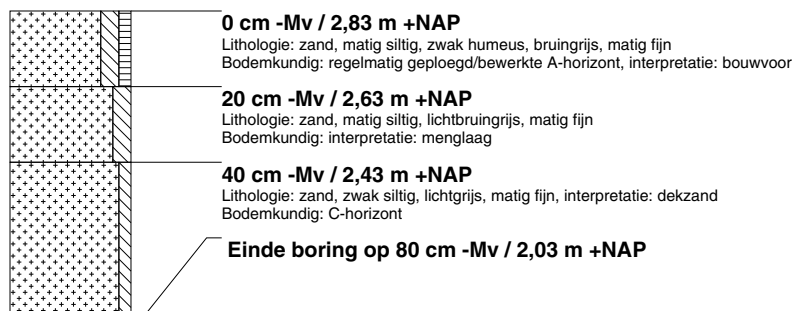 0 cm -Mv / 2,83 m +NAP
Lithologie: zand, matig siltig, zwak humeus, bruingrijs, matig fijn
Bodemkundig: regelmatig geploegd/bewerkte A-horizont, interpretatie: bouwvoor
20 cm -Mv / 2,63 m +NAP
Lithologie: zand, matig siltig, lichtbruingrijs, matig fijn
Bodemkundig: interpretatie: menglaag
40 cm -Mv / 2,43 m +NAP
Lithologie: zand, zwak siltig, lichtgrijs, matig fijn, interpretatie: dekzand
Bodemkundig: C-horizont
Einde boring op 80 cm -Mv / 2,03 m +NAP